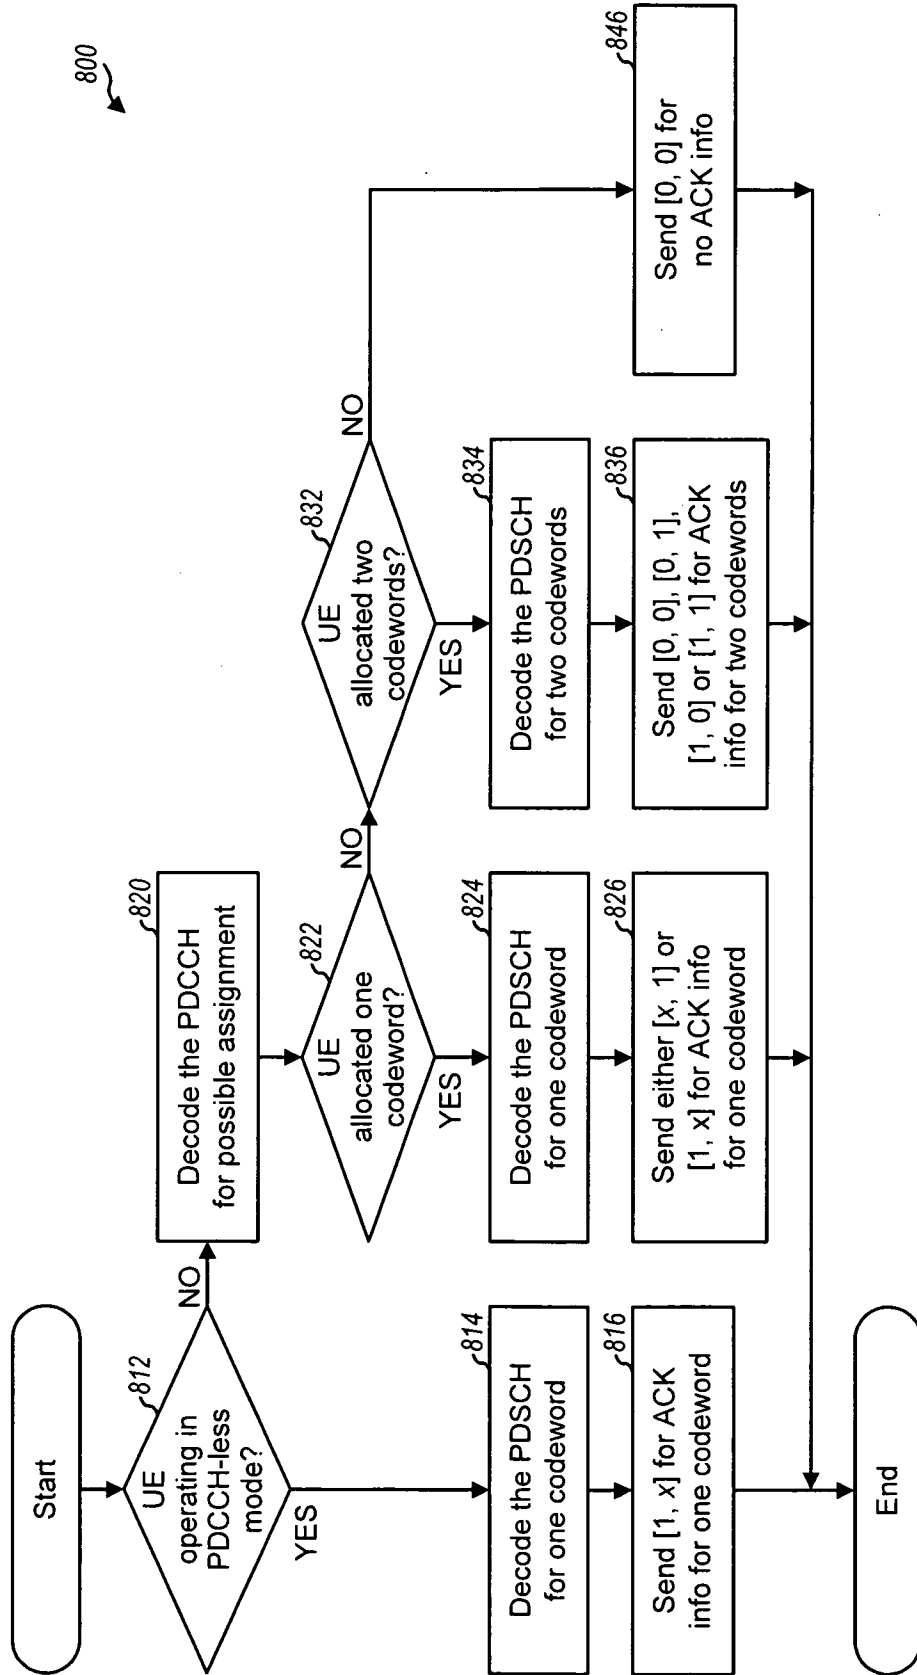 800
Start
812
UE
operating in
PDCCH-less
mode?
NO
YES
820
Decode the PDCCH
for possible assignment
822
UE
allocated one
codeword?
NO
YES
832
UE
allocated two
codewords?
NO
YES
814
Decode the PDSCH
for one codeword
824
Decode the PDSCH
for one codeword
834
Decode the PDSCH
for two codewords
816
Send [1, x] for ACK
info for one codeword
826
Send either [x, 1] or
[1, x] for ACK info
for one codeword
836
Send [0, 0], [0, 1],
[1, 0] or [1, 1] for ACK
info for two codewords
846
Send [0, 0] for
no ACK info
End